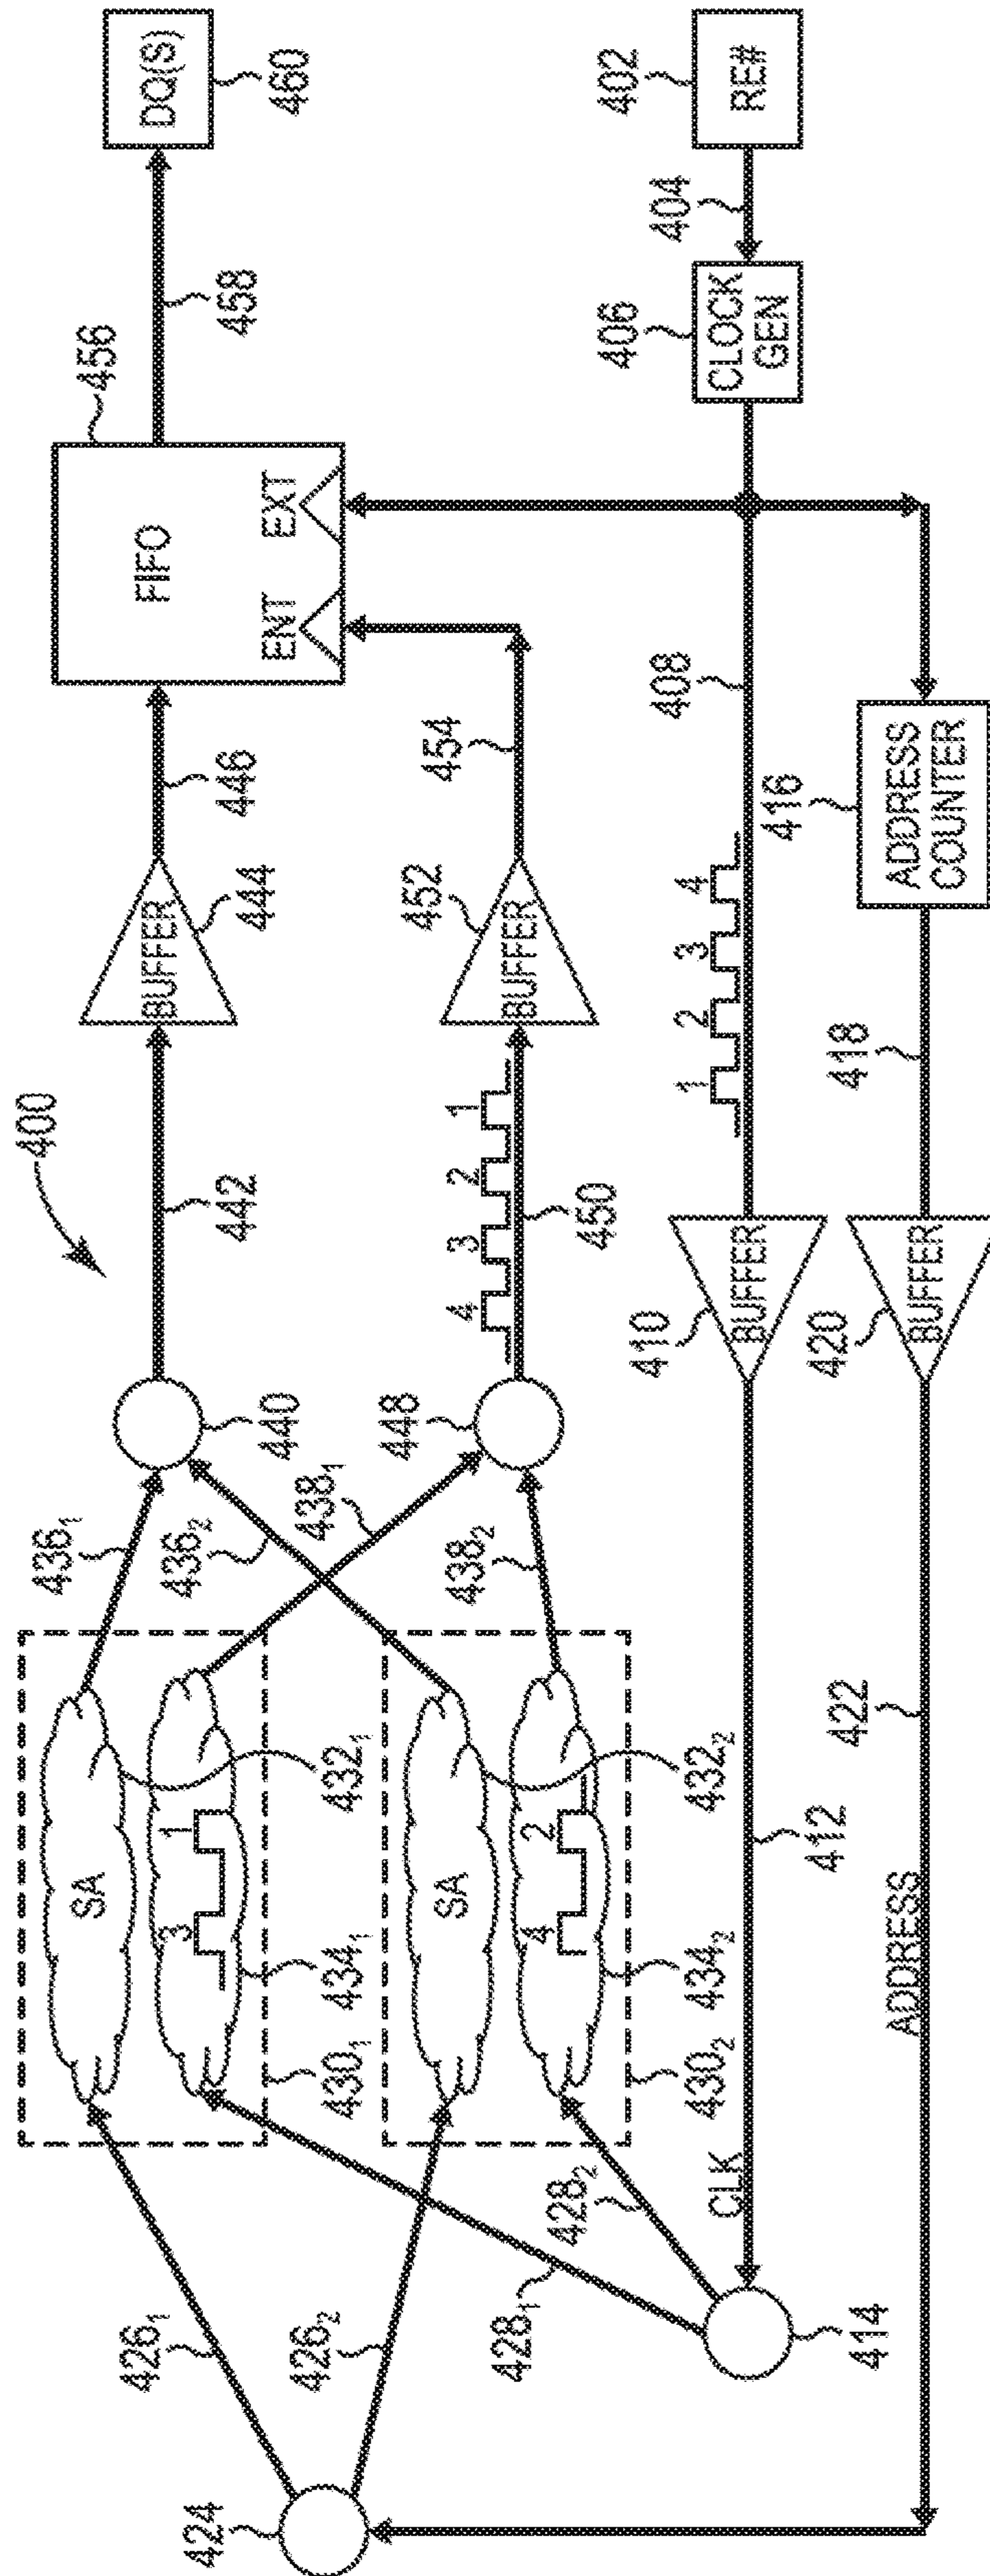 400
DQ(S)
460
458
456
FIFO
ENT
EXT
446
BUFFER
444
442
440
436₁
436₂
438₁
438₂
448
4 3 2 1
450
BUFFER
452
454
RE#
402
404
CLOCK
GEN
406
408
1 2 3 4
BUFFER
410
412
CLK
414
ADDRESS
COUNTER
416
418
BUFFER
420
422
ADDRESS
424
426₁
426₂
428₁
428₂
SA
3 1
432₁
434₁
430₁
SA
4 2
432₂
434₂
430₂